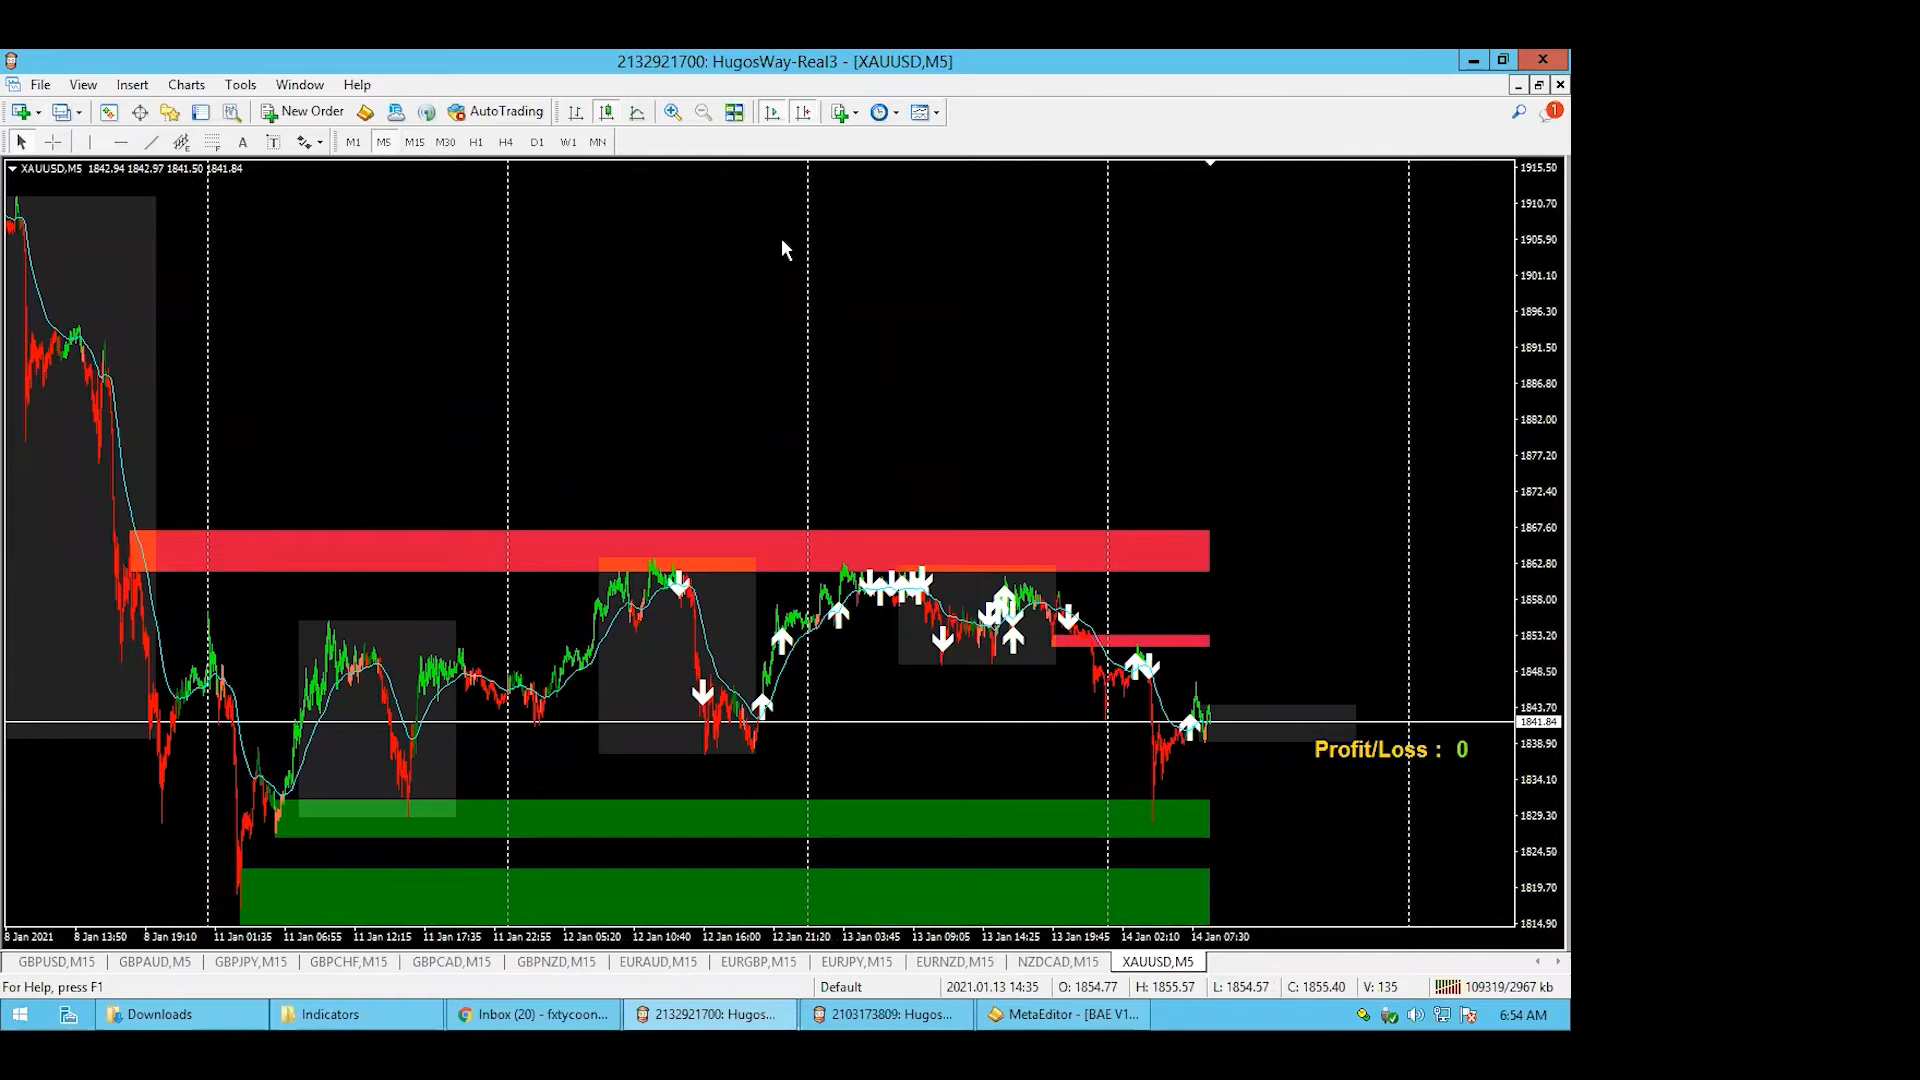 2132921700: HugosWay-Real3 - [XAUUSD,M5]
File View Insert Charts Tools Window Help
New Order AutoTrading 1
A T M1 M5 M15 M30 H1 H4 D1 W1 MN
XAUUSD,M5 1842.94 1842.97 1841.50 1841.84
1915.50
1910.70
1905.90
1901.10
1896.30
1891.50
1886.80
1882.00
1877.20
1872.40
1867.60
1862.80
1858.00
1853.20
1848.50
1843.70
1841.84
1838.90
Profit/Loss : 0
1834.10
1829.30
1824.50
1819.70
1814.90
8 Jan 2021 8 Jan 13:50 8 Jan 19:10 11 Jan 01:35 11 Jan 06:55 11 Jan 12:15 11 Jan 17:35 11 Jan 22:55 12 Jan 05:20 12 Jan 10:40 12 Jan 16:00 12 Jan 21:20 13 Jan 03:45 13 Jan 09:05 13 Jan 14:25 13 Jan 19:45 14 Jan 02:10 14 Jan 07:30
GBPUSD,M15 GBPAUD,M5 GBPJPY,M15 GBPCHF,M15 GBPCAD,M15 GBPNZD,M15 EURAUD,M15 EURGBP,M15 EURJPY,M15 EURNZD,M15 NZDCAD,M15 XAUUSD,M5
For Help, press F1 Default 2021.01.13 14:35 O: 1854.77 H: 1855.57 L: 1854.57 C: 1855.40 V: 135 109319/2967 kb
Downloads Indicators Inbox (20) - fxtycoon... 2132921700: Hugos... 2103173809: Hugos... MetaEditor - [BAE V1... 6:54 AM